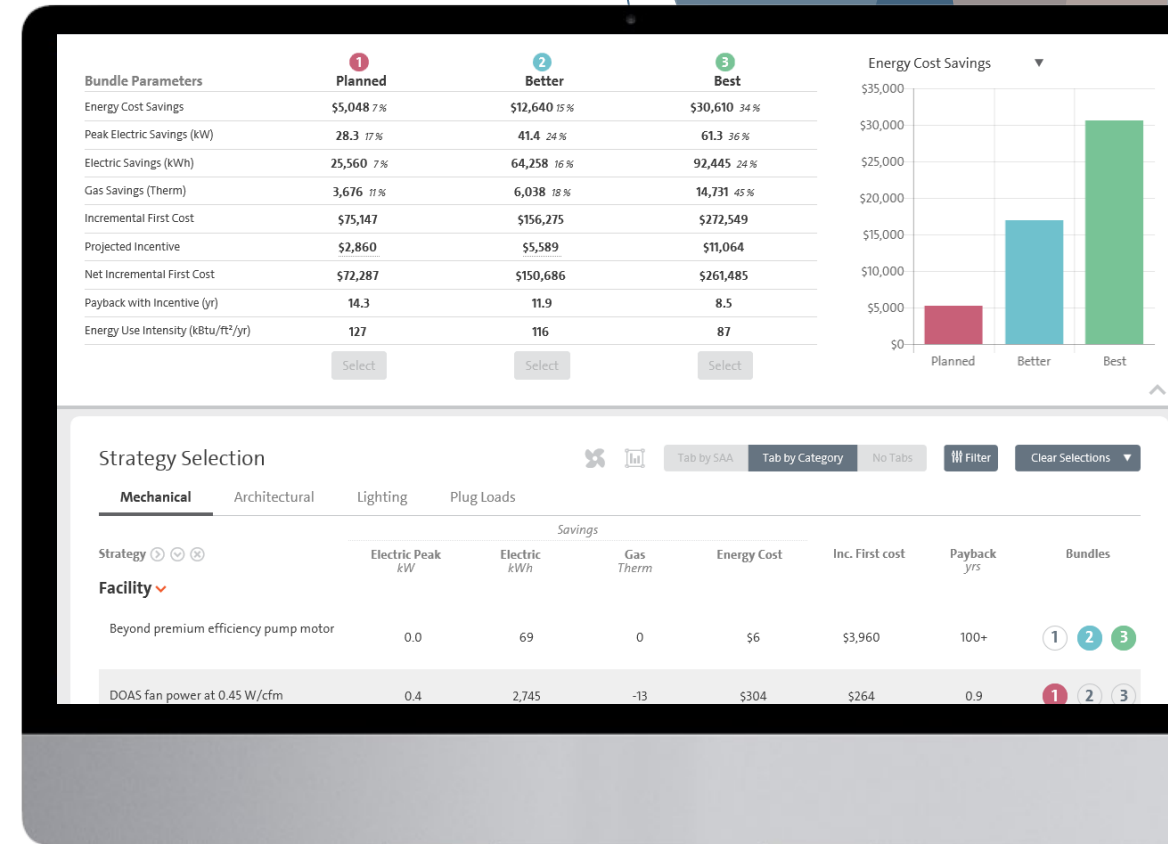 1 2 3
Bundle Parameters Planned Better Best
Energy Cost Savings $5,048 7% $12,640 15% $30,610 34%
Peak Electric Savings (kW) 28.3 17% 41.4 24% 61.3 36%
Electric Savings (kWh) 25,560 7% 64,258 16% 92,445 24%
Gas Savings (Therm) 3,676 11% 6,038 18% 14,731 45%
Incremental First Cost $75,147 $156,275 $272,549
Projected Incentive $2,860 $5,589 $11,064
Net Incremental First Cost $72,287 $150,686 $261,485
Payback with Incentive (yr) 14.3 11.9 8.5
Energy Use Intensity (kBtu/ft²/yr) 127 116 87
Select Select Select
Energy Cost Savings ▼
$35,000
$30,000
$25,000
$20,000
$15,000
$10,000
$5,000
$0
Planned Better Best
Strategy Selection
Tab by SAA Tab by Category No Tabs Filter Clear Selections ▼
Mechanical Architectural Lighting Plug Loads
Savings
Strategy Electric Peak Electric Gas Energy Cost Inc. First cost Payback Bundles
kW kWh Therm yrs
Facility
Beyond premium efficiency pump motor 0.0 69 0 $6 $3,960 100+ 1 2 3
DOAS fan power at 0.45 W/cfm 0.4 2,745 -13 $304 $264 0.9 1 2 3